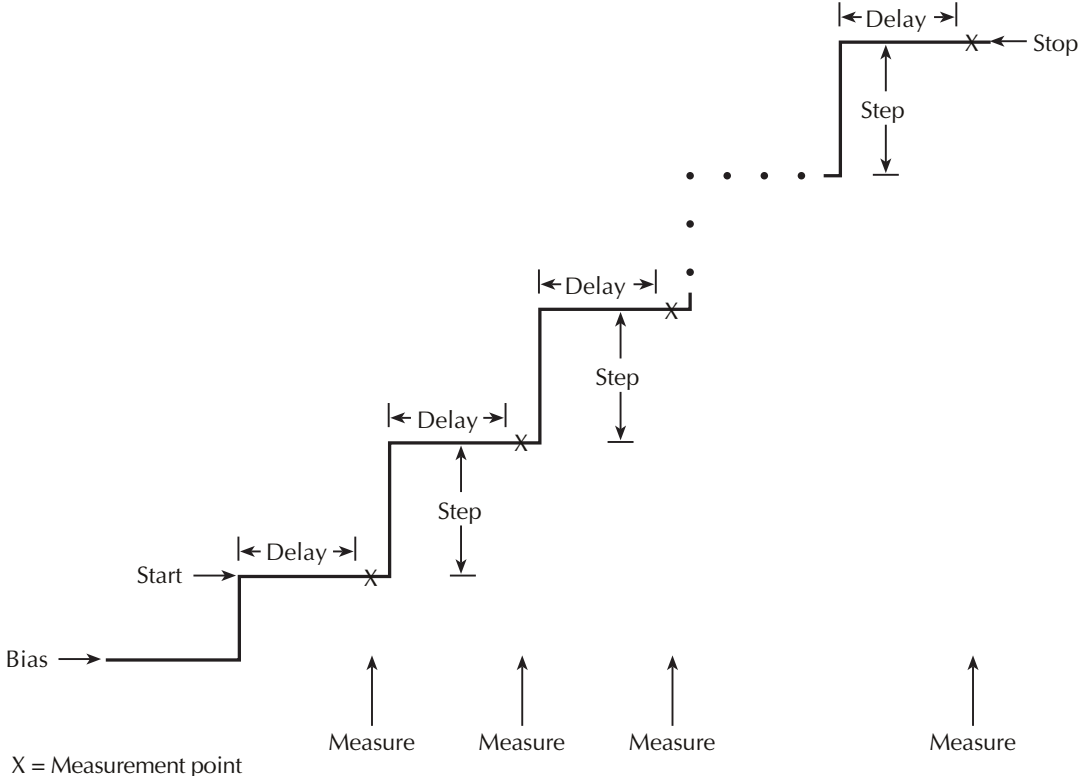 Delay
Stop
Step
Delay
Step
Delay
Step
Delay
Start
Bias
Measure Measure Measure Measure
X = Measurement point
X
X
X
X